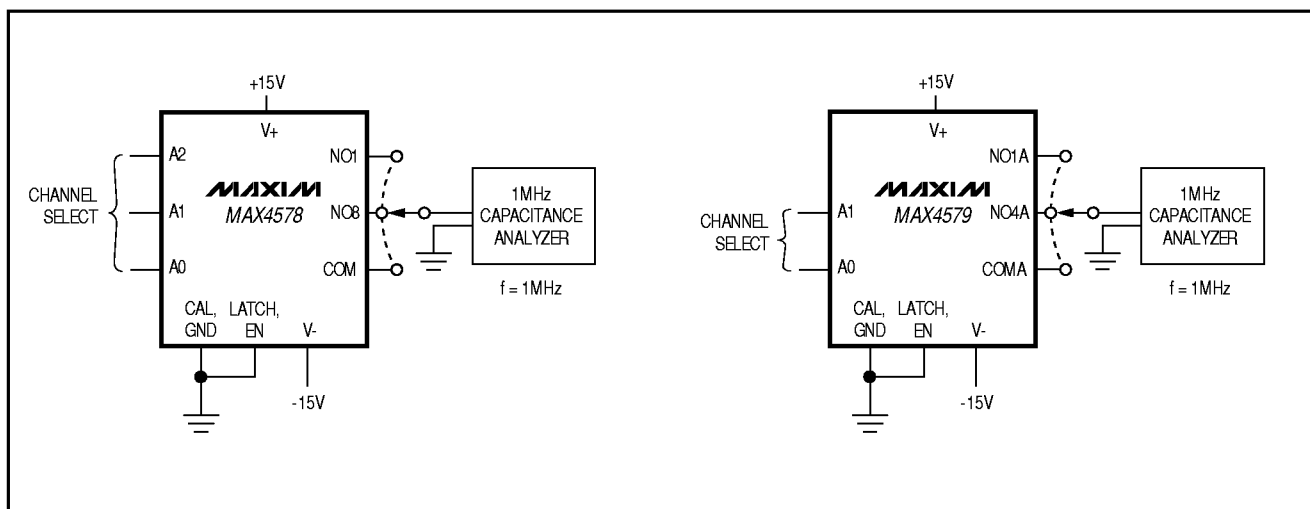 +15V
V+
A2
NO1
CHANNEL
SELECT
MAXIM
MAX4578
A1
NO8
1MHz
CAPACITANCE
ANALYZER
A0
COM
f = 1MHz
CAL,
GND
LATCH,
EN
V-
-15V
+15V
V+
NO1A
CHANNEL
SELECT
MAXIM
MAX4579
A1
NO4A
1MHz
CAPACITANCE
ANALYZER
A0
COMA
f = 1MHz
CAL,
GND
LATCH,
EN
V-
-15V